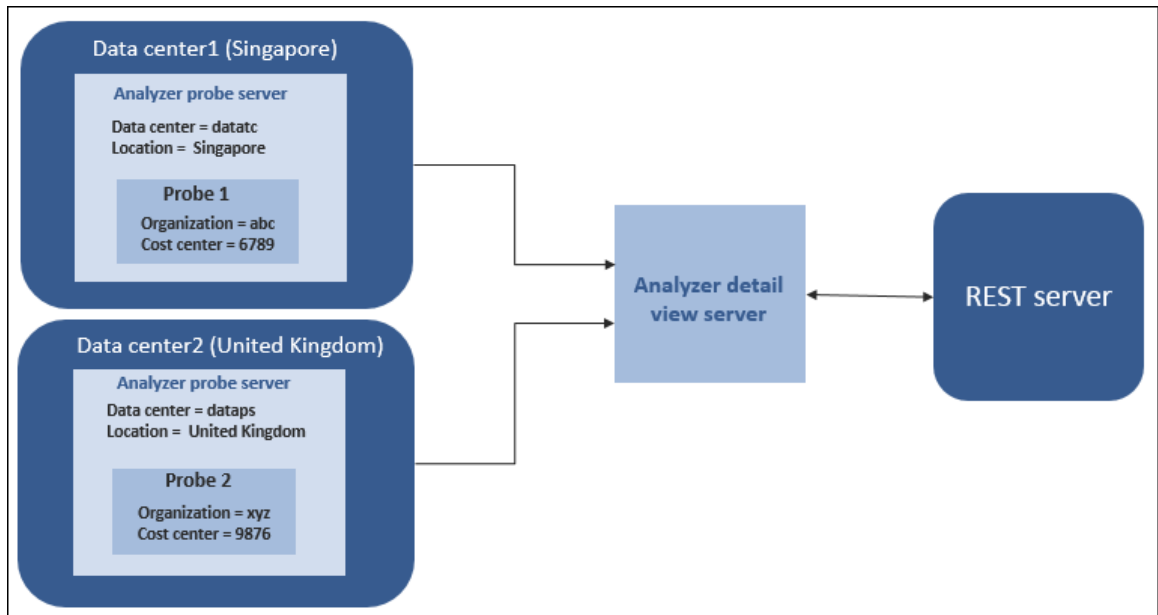 Data center1 (Singapore)
Analyzer probe server
Data center = datatc
Location = Singapore
Probe 1
Organization = abc
Cost center = 6789
Data center2 (United Kingdom)
Analyzer probe server
Data center = dataps
Location = United Kingdom
Probe 2
Organization = xyz
Cost center = 9876
Analyzer detail
view server
REST server